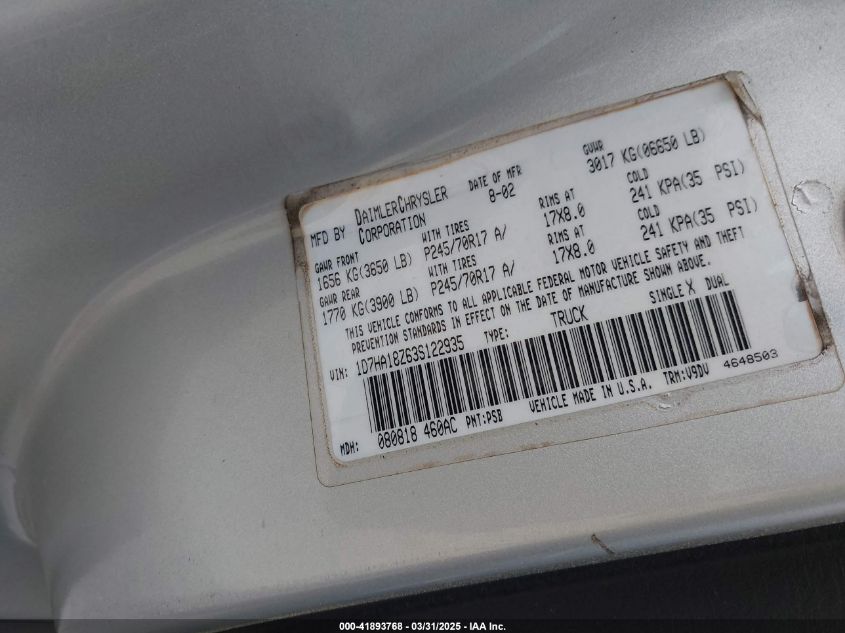 MFD BY DAIMLERCHRYSLER CORPORATION
DATE OF MFR 8-02
GVWR 3017 KG(06650 LB)
GAWR FRONT WITH TIRES RIMS AT COLD
1656 KG(3650 LB) P245/70R17 A/ 17X8.0 241 KPA(35 PSI)
GAWR REAR WITH TIRES RIMS AT COLD
1770 KG(3900 LB) P245/70R17 A/ 17X8.0 241 KPA(35 PSI)
THIS VEHICLE CONFORMS TO ALL APPLICABLE FEDERAL MOTOR VEHICLE SAFETY AND THEFT
PREVENTION STANDARDS IN EFFECT ON THE DATE OF MANUFACTURE SHOWN ABOVE.
VIN: 1D7HA18Z63S122935 TYPE: TRUCK SINGLE X DUAL
MDH: 080818 460AC PNT:PSB VEHICLE MADE IN U.S.A. TRM:V9DV 4648503
000-41893768 - 03/31/2025 - IAA Inc.